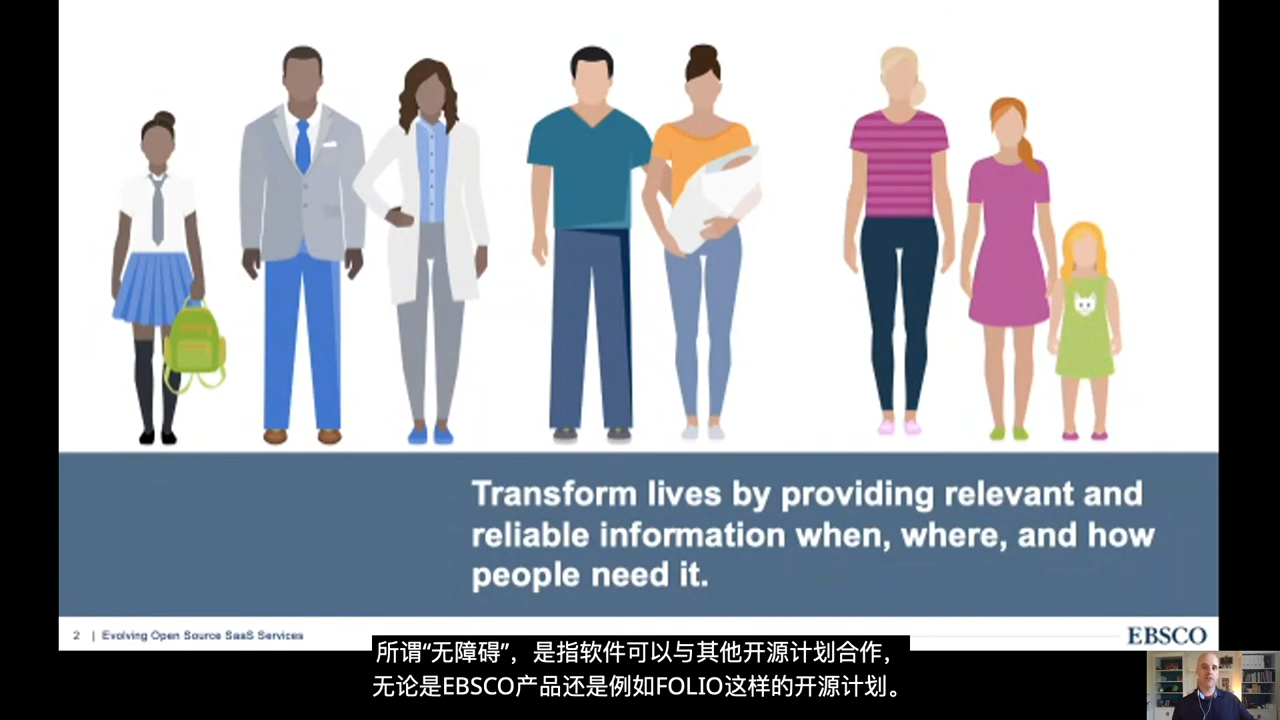 Transform lives by providing relevant and
reliable information when, where, and how
people need it.
2 | Evolving Open Source SaaS Services
EBSCO
所谓“无障碍”，是指软件可以与其他开源计划合作，
无论是EBSCO产品还是例如FOLIO这样的开源计划。